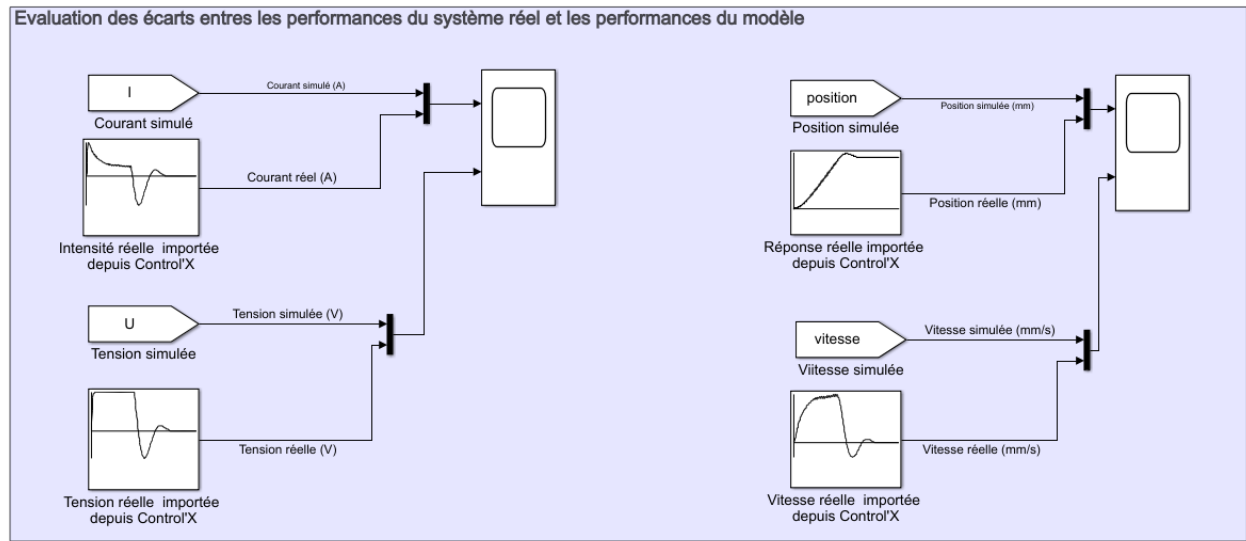 Evaluation des écarts entres les performances du système réel et les performances du modèle
I
Courant simulé (A)
Courant simulé
Courant réel (A)
Intensité réelle importée
depuis Control'X
U
Tension simulée (V)
Tension simulée
Tension réelle (V)
Tension réelle importée
depuis Control'X
position
Position simulée (mm)
Position simulée
Position réelle (mm)
Réponse réelle importée
depuis Control'X
vitesse
Vitesse simulée (mm/s)
Viitesse simulée
Vitesse réelle (mm/s)
Vitesse réelle importée
depuis Control'X